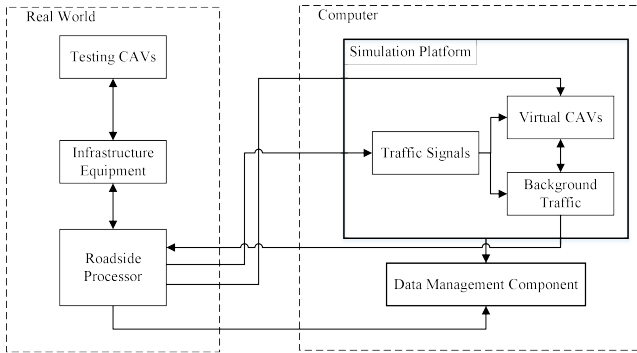 Real World
Computer
Testing CAVs
Simulation Platform
Virtual CAVs
Infrastructure
Equipment
Traffic Signals
Background
Traffic
Roadside
Processor
Data Management Component